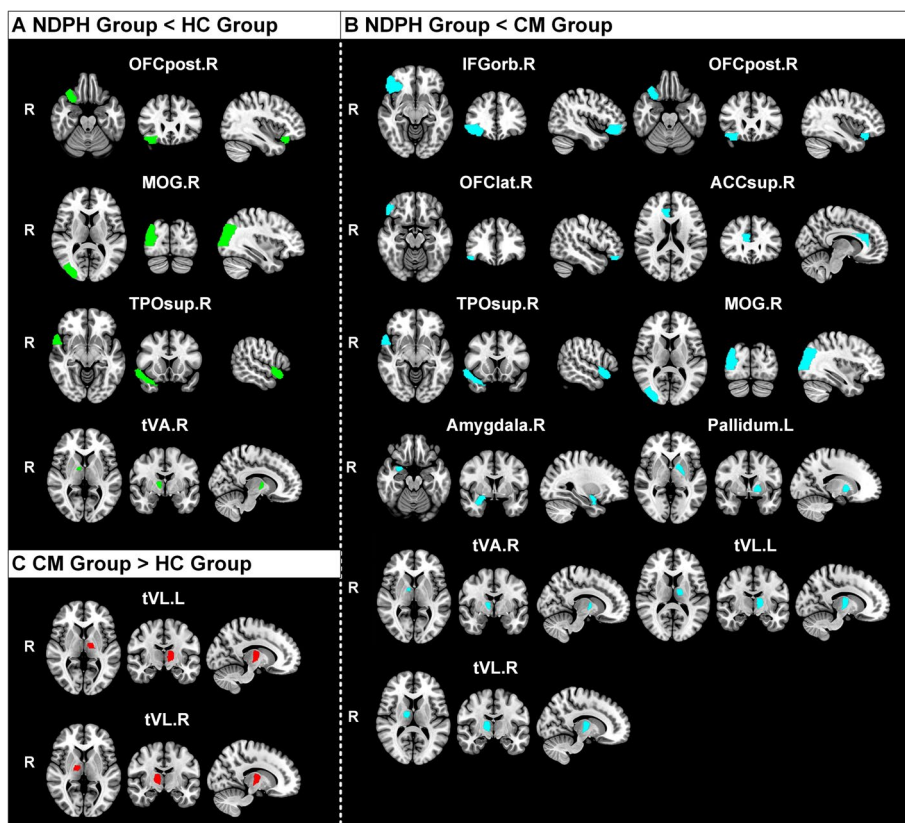 A NDPH Group < HC Group
OFCpost.R
R
MOG.R
R
TPOsup.R
R
tVA.R
R
C CM Group > HC Group
tVL.L
R
tVL.R
R
B NDPH Group < CM Group
IFGorb.R OFCpost.R
R
OFClat.R ACCsup.R
R
TPOsup.R MOG.R
R
Amygdala.R Pallidum.L
R
tVA.R tVL.L
R
tVL.R
R